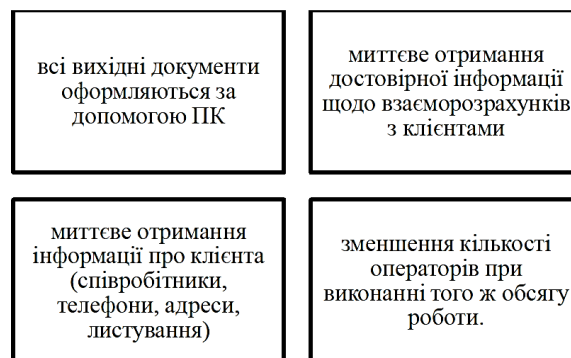 всі вихідні документи
оформляються за
допомогою ПК
миттєве отримання
достовірної інформації
щодо взаєморозрахунків
з клієнтами
миттєве отримання
інформації про клієнта
(співробітники,
телефони, адреси,
листування)
зменшення кількості
операторів при
виконанні того ж обсягу
роботи.